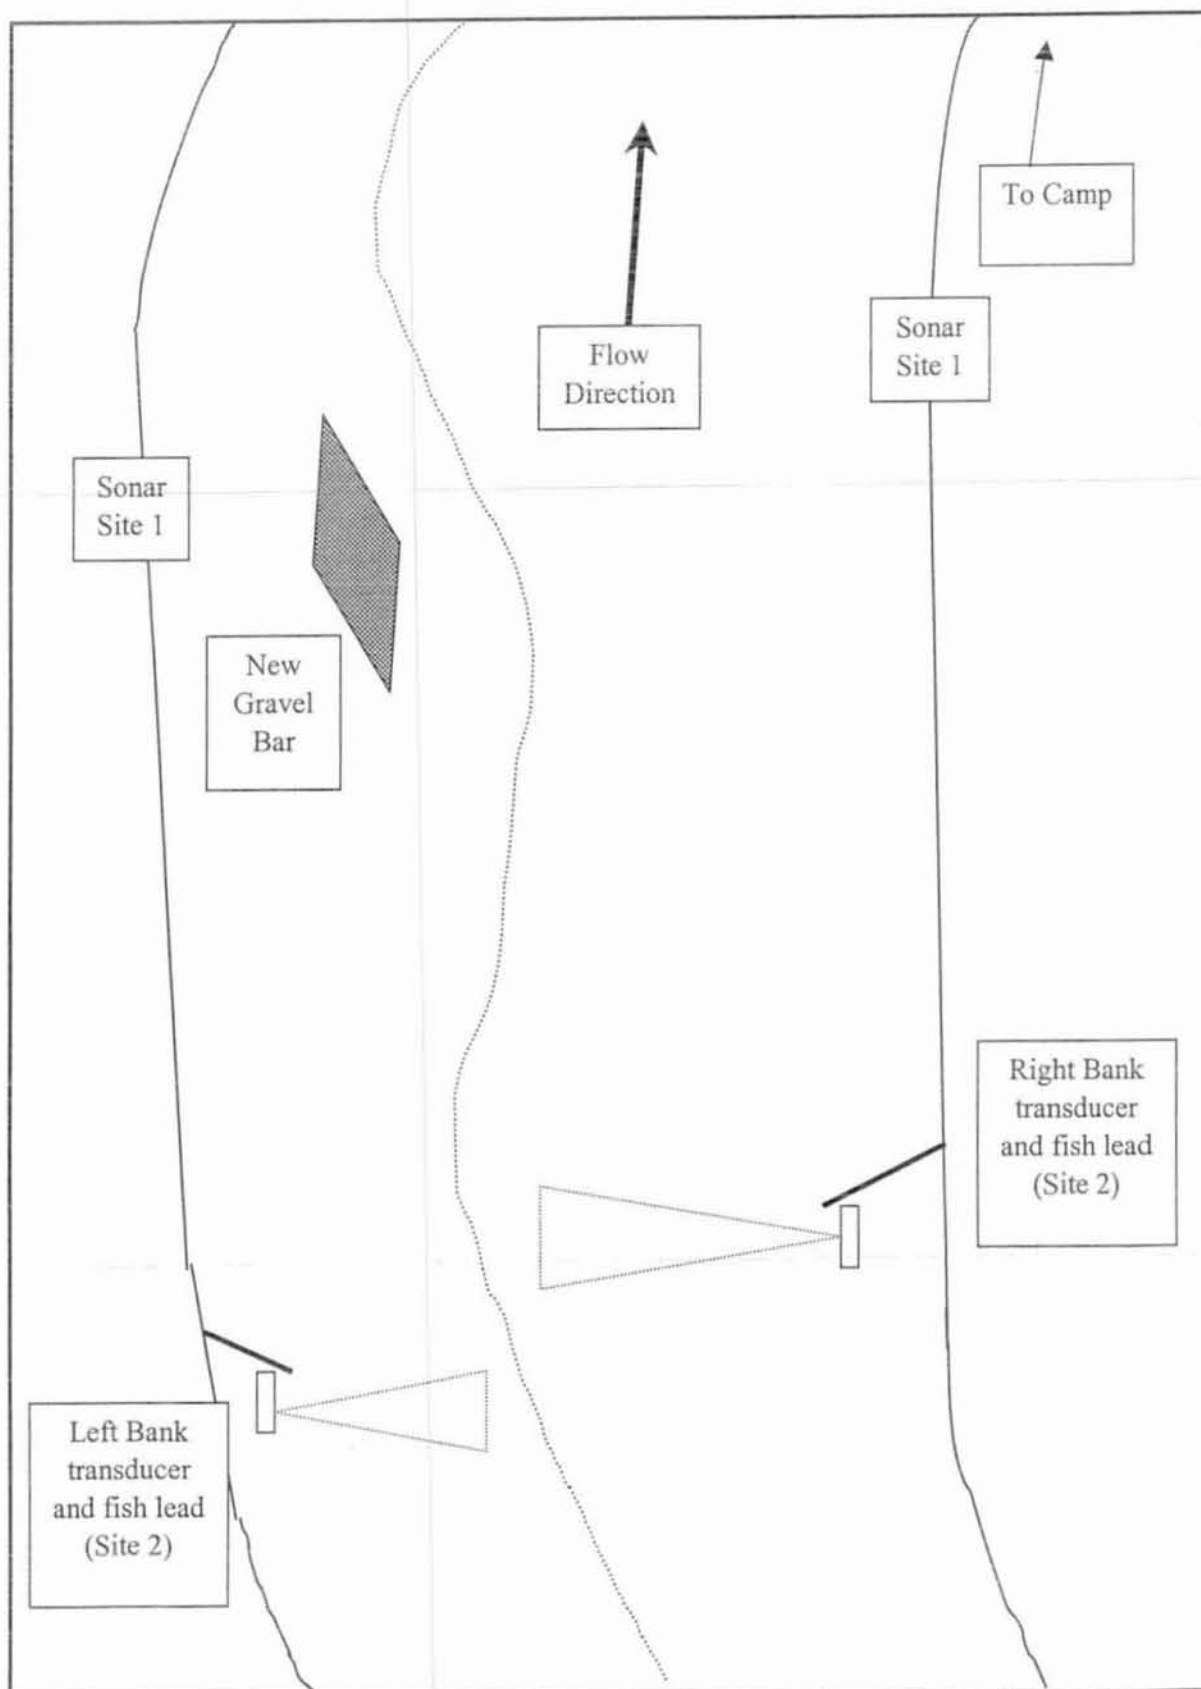 To Camp
Flow
Direction
Sonar
Site 1
Sonar
Site 1
New
Gravel
Bar
Right Bank
transducer
and fish lead
(Site 2)
Left Bank
transducer
and fish lead
(Site 2)